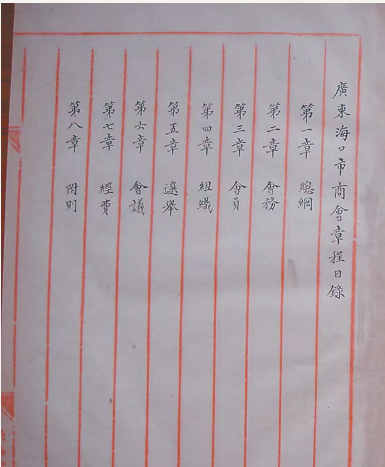 廣東海口市商會章程目錄
第一章 總綱
第二章 會務
第三章 會員
第四章 組織
第五章 選舉
第六章 會議
第七章 經費
第八章 附則